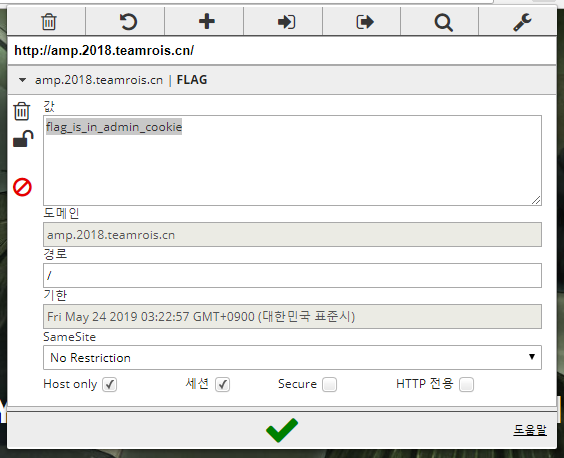 http://amp.2018.teamrois.cn/
amp.2018.teamrois.cn | FLAG
값
flag_is_in_admin_cookie
도메인
amp.2018.teamrois.cn
경로
/
기한
Fri May 24 2019 03:22:57 GMT+0900 (대한민국 표준시)
SameSite
No Restriction
Host only 세션 Secure HTTP 전용
도움말